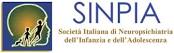 SINPIA
Società Italiana di Neuropsichiatria
dell'Infanzia e dell'Adolescenza